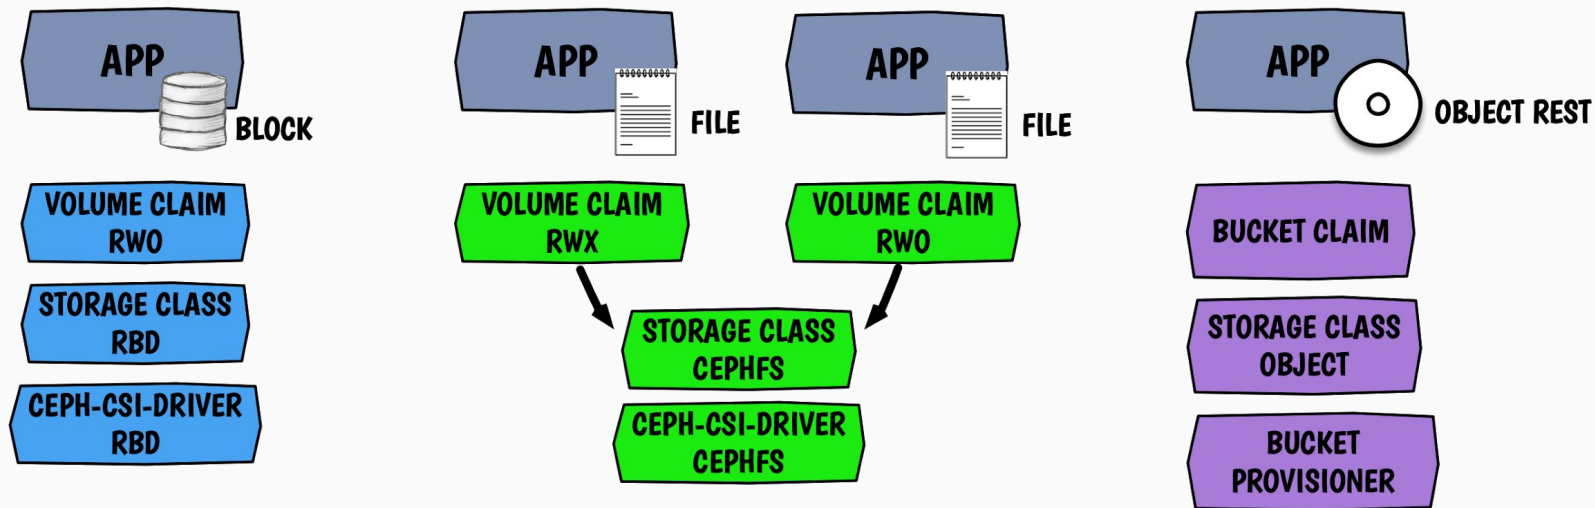 APP
BLOCK
VOLUME CLAIM
RWO
STORAGE CLASS
RBD
CEPH-CSI-DRIVER
RBD
APP
FILE
VOLUME CLAIM
RWX
APP
FILE
VOLUME CLAIM
RWO
STORAGE CLASS
CEPHFS
CEPH-CSI-DRIVER
CEPHFS
APP
OBJECT REST
BUCKET CLAIM
STORAGE CLASS
OBJECT
BUCKET
PROVISIONER